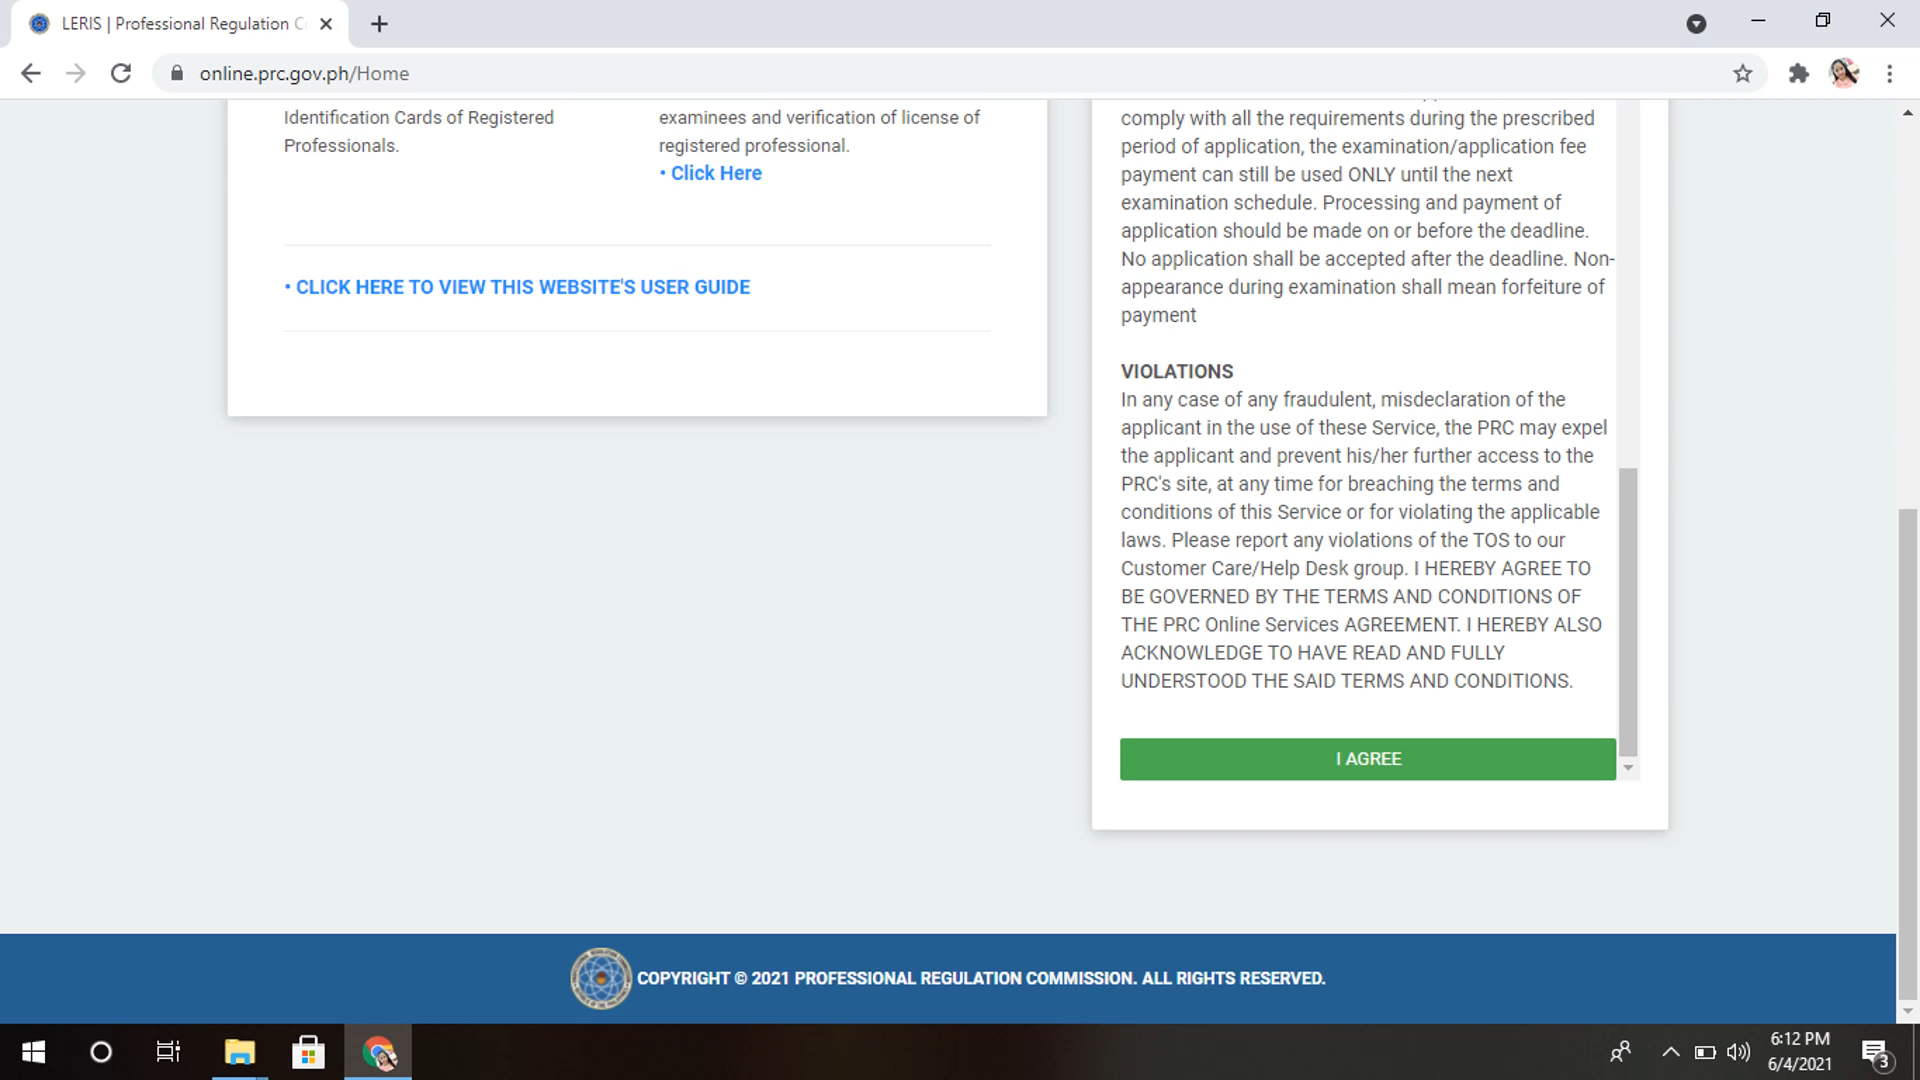 LERIS | Professional Regulation C
online.prc.gov.ph/Home
Identification Cards of Registered
Professionals.
examinees and verification of license of
registered professional.
• Click Here
• CLICK HERE TO VIEW THIS WEBSITE'S USER GUIDE
comply with all the requirements during the prescribed
period of application, the examination/application fee
payment can still be used ONLY until the next
examination schedule. Processing and payment of
application should be made on or before the deadline.
No application shall be accepted after the deadline. Non-
appearance during examination shall mean forfeiture of
payment
VIOLATIONS
In any case of any fraudulent, misdeclaration of the
applicant in the use of these Service, the PRC may expel
the applicant and prevent his/her further access to the
PRC's site, at any time for breaching the terms and
conditions of this Service or for violating the applicable
laws. Please report any violations of the TOS to our
Customer Care/Help Desk group. I HEREBY AGREE TO
BE GOVERNED BY THE TERMS AND CONDITIONS OF
THE PRC Online Services AGREEMENT. I HEREBY ALSO
ACKNOWLEDGE TO HAVE READ AND FULLY
UNDERSTOOD THE SAID TERMS AND CONDITIONS.
I AGREE
COPYRIGHT © 2021 PROFESSIONAL REGULATION COMMISSION. ALL RIGHTS RESERVED.
6:12 PM
6/4/2021
3